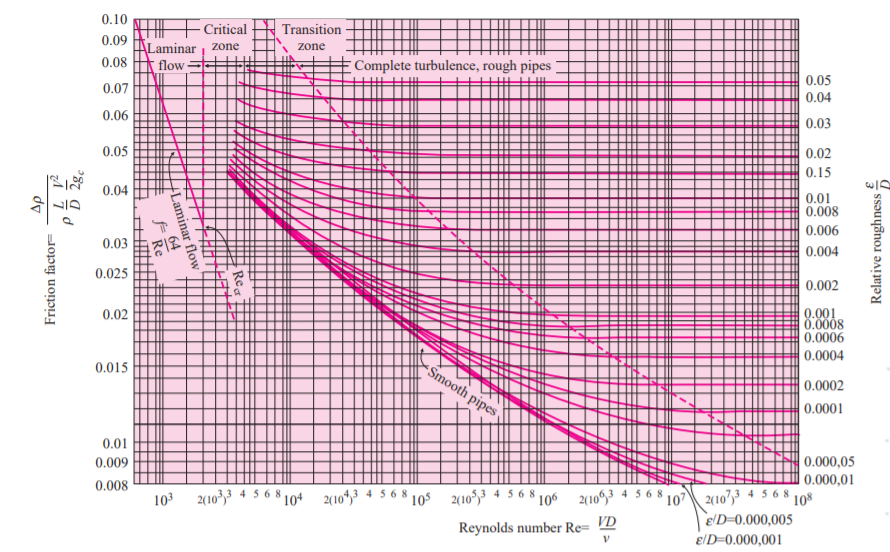 0.10
0.09
0.08
0.07
0.06
0.05
0.04
0.03
0.025
0.02
0.015
0.01
0.009
0.008
Friction factor= Δρ / ρ L/D V²/2g_c
Laminar flow
Critical zone
Transition zone
Complete turbulence, rough pipes
Laminar flow
f= 64/Re
Re_cr
Smooth pipes
0.05
0.04
0.03
0.02
0.15
0.01
0.008
0.006
0.004
0.002
0.001
0.0008
0.0006
0.0004
0.0002
0.0001
0.000,05
0.000,01
Relative roughness ε/D
10³ 2(10³) 3 4 5 6 8 10⁴ 2(10⁴) 3 4 5 6 8 10⁵ 2(10⁵) 3 4 5 6 8 10⁶ 2(10⁶) 3 4 5 6 8 10⁷ 2(10⁷) 3 4 5 6 8 10⁸
Reynolds number Re= VD/ν
ε/D=0.000,005
ε/D=0.000,001